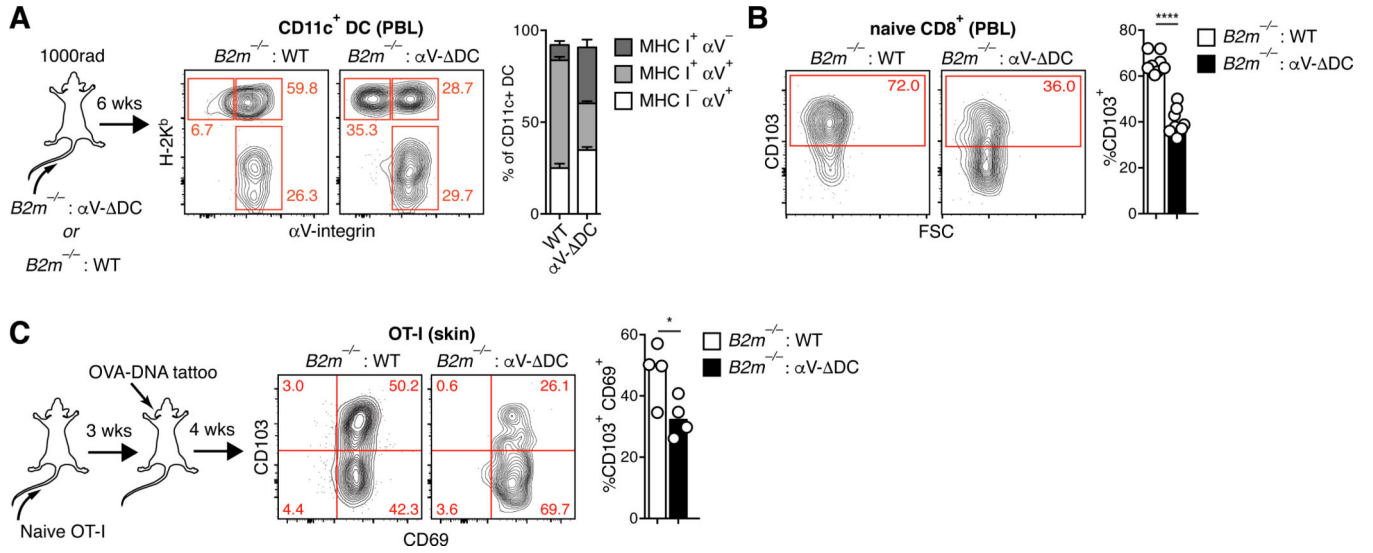 A
CD11c+ DC (PBL)
1000rad
6 wks
B2m−/− : αV-ΔDC
or
B2m−/− : WT
B2m−/− : WT
B2m−/− : αV-ΔDC
59.8
6.7
26.3
28.7
35.3
29.7
H-2Kb
αV-integrin
% of CD11c+ DC
100
50
0
WT
αV-ΔDC
MHC I+ αV−
MHC I+ αV+
MHC I− αV+
B
naive CD8+ (PBL)
B2m−/− : WT
B2m−/− : αV-ΔDC
72.0
36.0
CD103
FSC
%CD103+
80
60
40
20
0
****
B2m−/− : WT
B2m−/− : αV-ΔDC
C
OT-I (skin)
OVA-DNA tattoo
3 wks
4 wks
Naive OT-I
B2m−/− : WT
B2m−/− : αV-ΔDC
3.0
50.2
4.4
42.3
0.6
26.1
3.6
69.7
CD103
CD69
%CD103+ CD69+
60
40
20
0
*
B2m−/− : WT
B2m−/− : αV-ΔDC